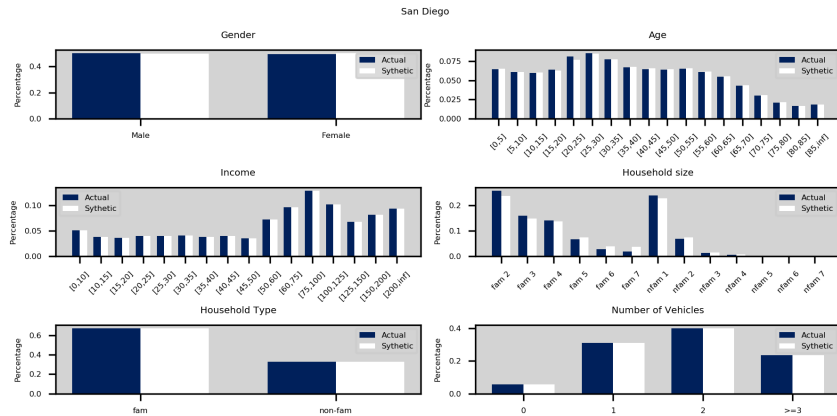 San Diego
Gender
Percentage
0.4
0.2
0.0
Male
Female
Actual
Sythetic
Age
Percentage
0.075
0.050
0.025
0.000
[0,5]
[5,10]
[10,15]
[15,20]
[20,25]
[25,30]
[30,35]
[35,40]
[40,45]
[45,50]
[50,55]
[55,60]
[60,65]
[65,70]
[70,75]
[75,80]
[80,85]
[85,inf]
Actual
Sythetic
Income
Percentage
0.10
0.05
0.00
[0,10]
[10,15]
[15,20]
[20,25]
[25,30]
[30,35]
[35,40]
[40,45]
[45,50]
[50,60]
[60,75]
[75,100]
[100,125]
[125,150]
[150,200]
[200,inf]
Actual
Sythetic
Household size
Percentage
0.2
0.1
0.0
fam 2
fam 3
fam 4
fam 5
fam 6
fam 7
nfam 1
nfam 2
nfam 3
nfam 4
nfam 5
nfam 6
nfam 7
Actual
Sythetic
Household Type
Percentage
0.6
0.4
0.2
0.0
fam
non-fam
Actual
Sythetic
Number of Vehicles
Percentage
0.4
0.2
0.0
0
1
2
>=3
Actual
Sythetic